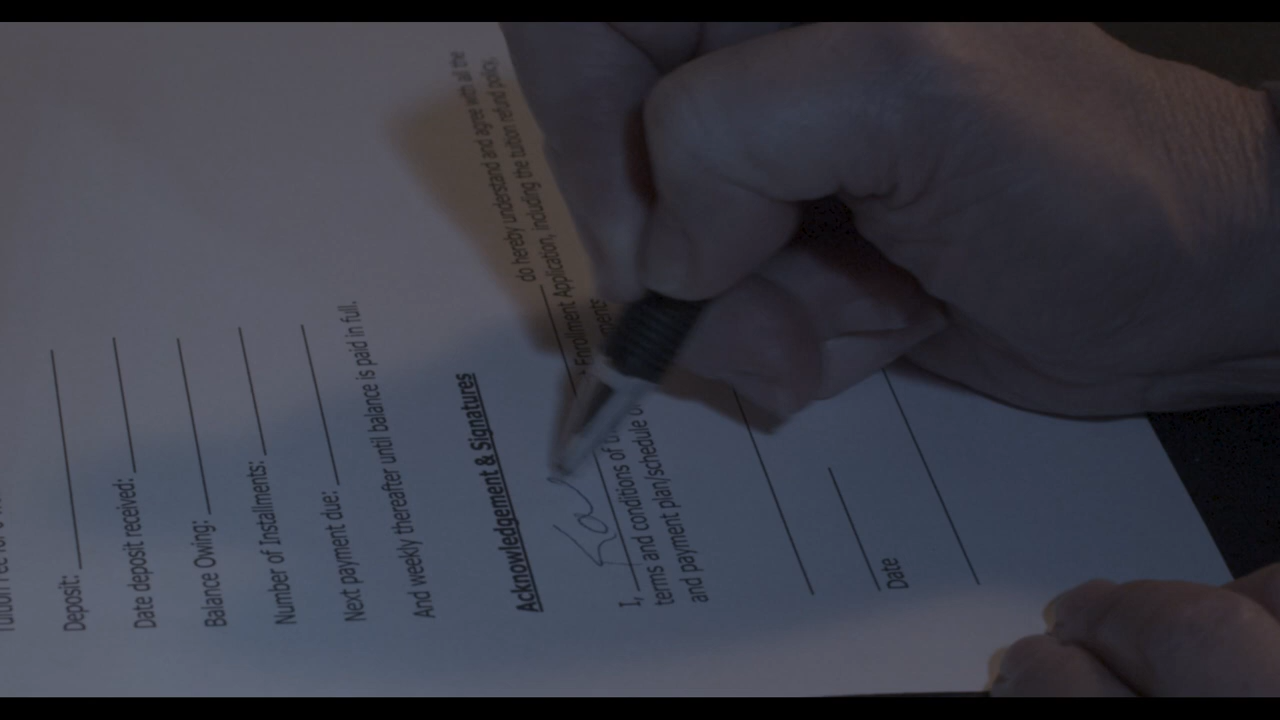 Deposit:
Date deposit received:
Balance Owing:
Number of Installments:
Next payment due:
And weekly thereafter until balance is paid in full.
Acknowledgement & Signatures
I, Ka do hereby understand and agree with all the
terms and conditions of Enrollment Application, including the tuition refund policy,
and payment plan/schedule
Date